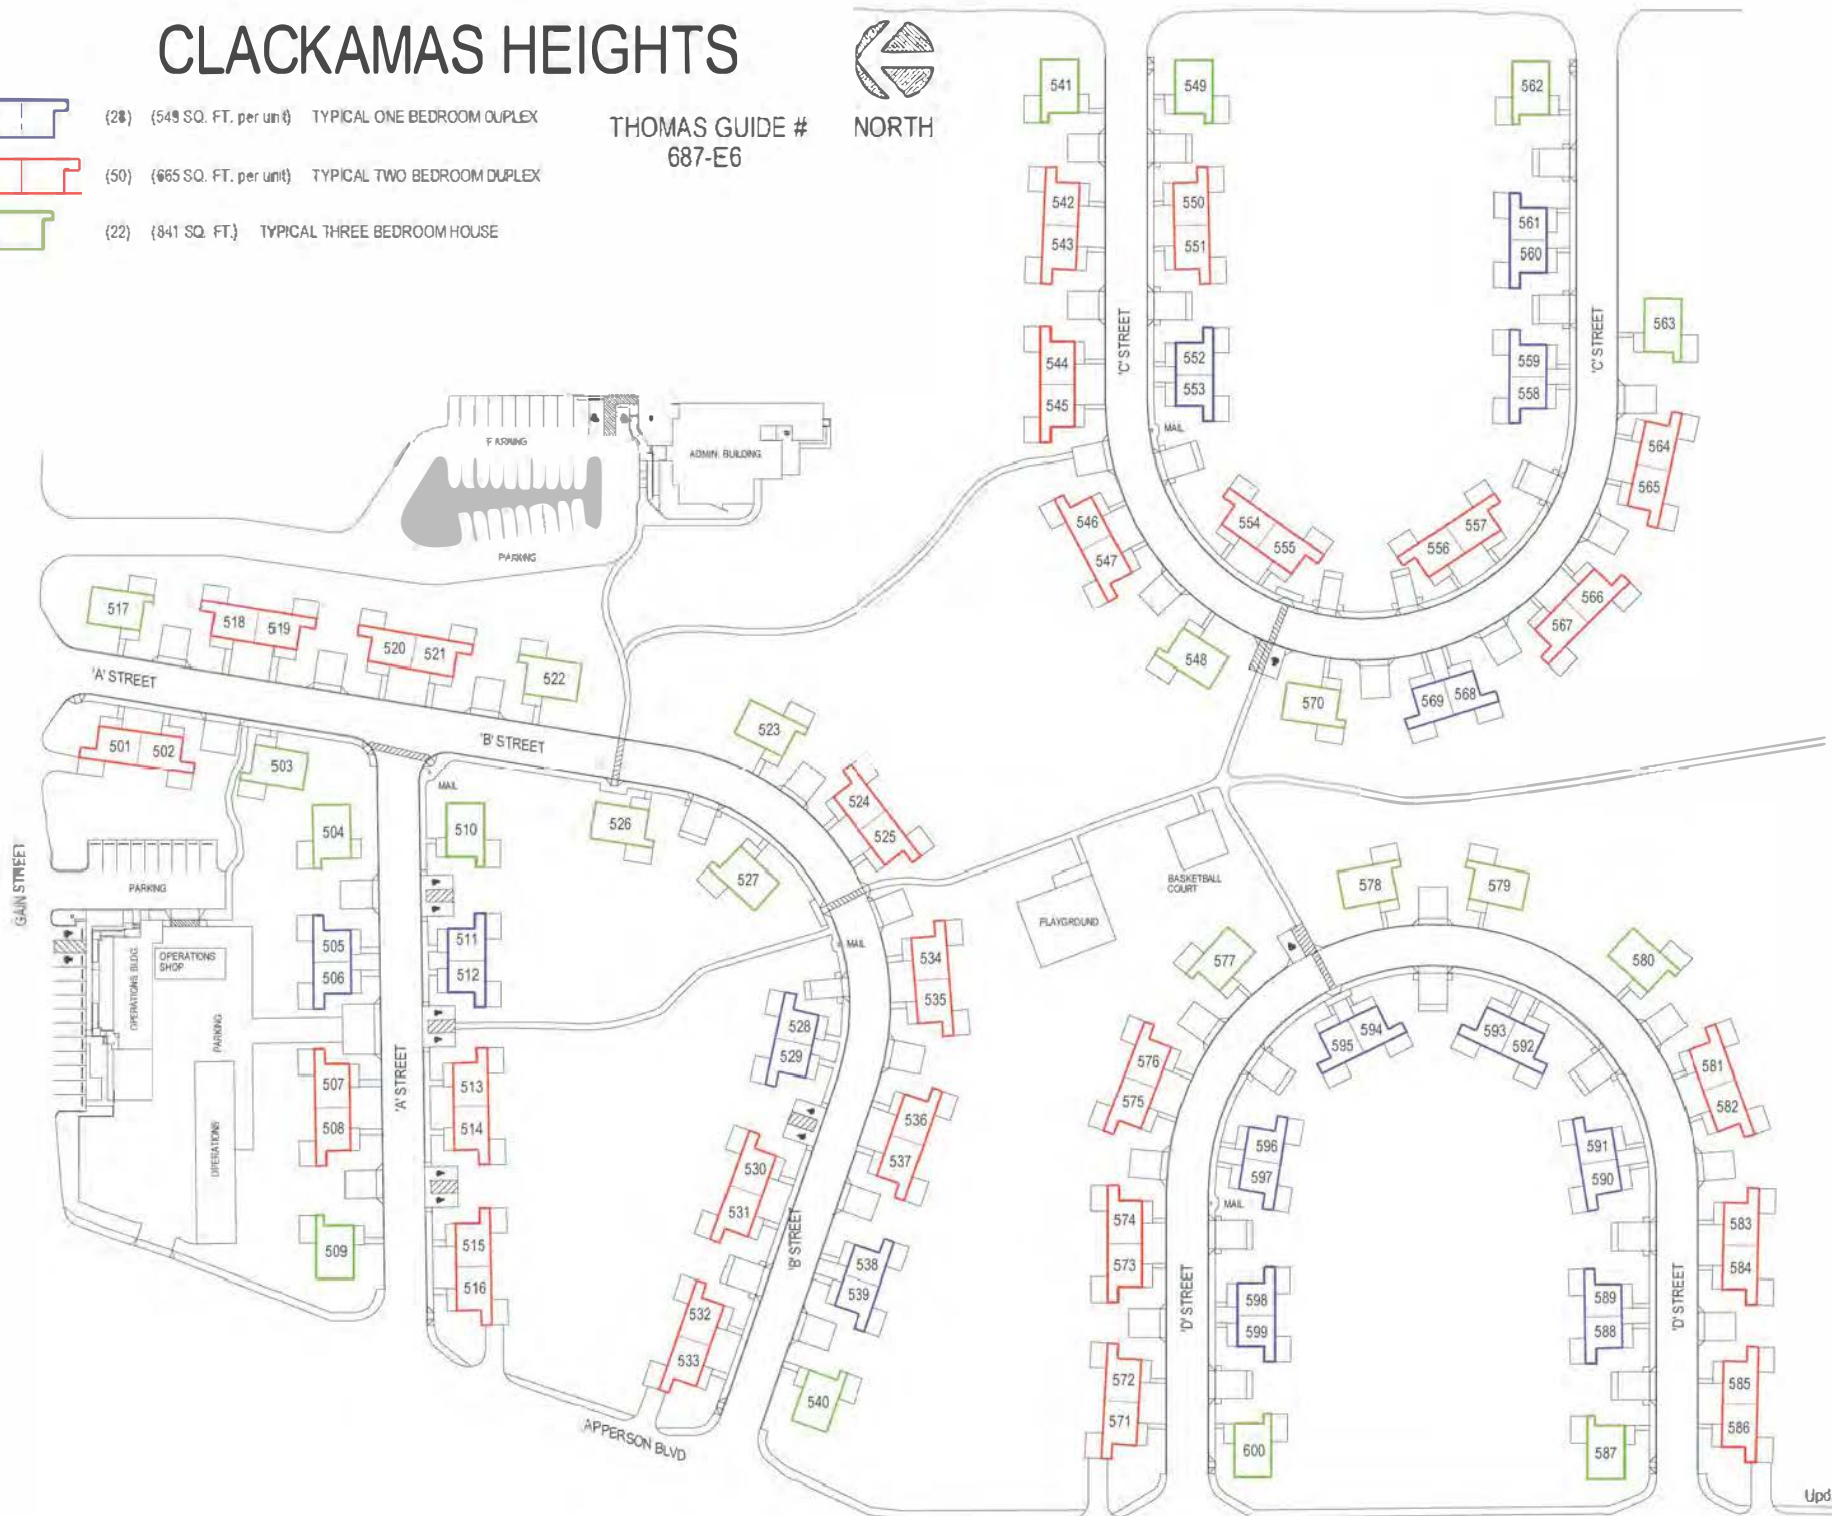 CLACKAMAS HEIGHTS
(28) (549 SQ. FT. per unit) TYPICAL ONE BEDROOM DUPLEX
(50) (665 SQ. FT. per unit) TYPICAL TWO BEDROOM DUPLEX
(22) (841 SQ. FT.) TYPICAL THREE BEDROOM HOUSE
THOMAS GUIDE #
687-E6
NORTH
541
549
562
542
543
550
551
561
560
544
545
552
553
559
558
563
'C' STREET
'C' STREET
MAIL
564
565
546
547
554
555
556
557
566
567
548
570
569
568
PARKING
ADMIN. BUILDING
PARKING
517
518
519
520
521
522
'A' STREET
'B' STREET
501
502
503
523
524
525
MAIL
504
510
526
527
GAIN STREET
PARKING
OPERATIONS BLDG.
OPERATIONS
SHOP
PARKING
OPERATIONS
505
506
511
512
507
508
513
514
'A' STREET
509
515
516
MAIL
528
529
534
535
530
531
536
537
'B' STREET
532
533
538
539
540
APPERSON BLVD
PLAYGROUND
BASKETBALL
COURT
578
579
577
580
576
575
595
594
593
592
581
582
596
597
591
590
MAIL
574
573
583
584
'D' STREET
'D' STREET
598
599
589
588
572
571
585
586
600
587
Upd